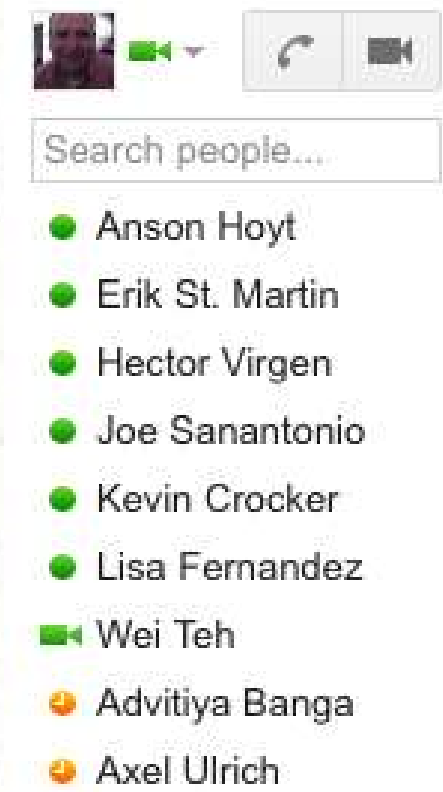 Search people...
Anson Hoyt
Erik St. Martin
Hector Virgen
Joe Sanantonio
Kevin Crocker
Lisa Fernandez
Wei Teh
Advitiya Banga
Axel Ulrich